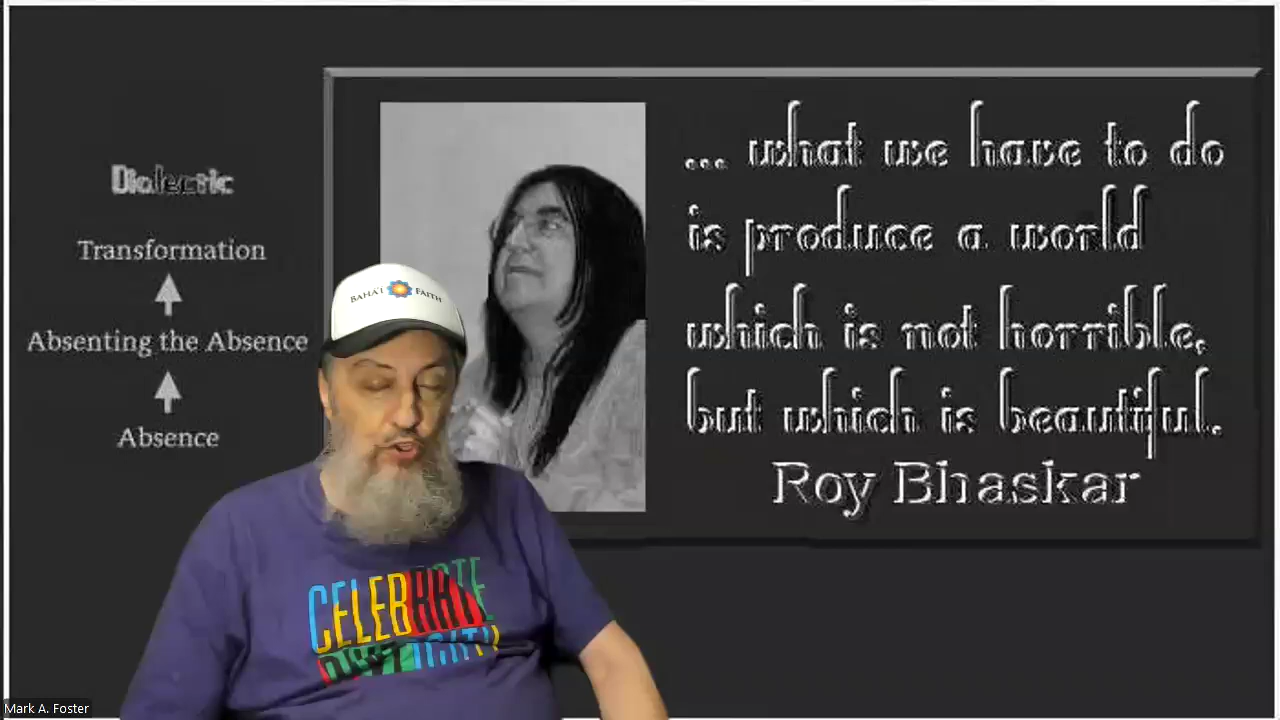 Dialectic
Transformation
Absenting the Absence
Absence
... what we have to do
is produce a world
which is not horrible,
but which is beautiful.
Roy Bhaskar
BAHA'I FAITH
CELEBRATE
Mark A. Foster